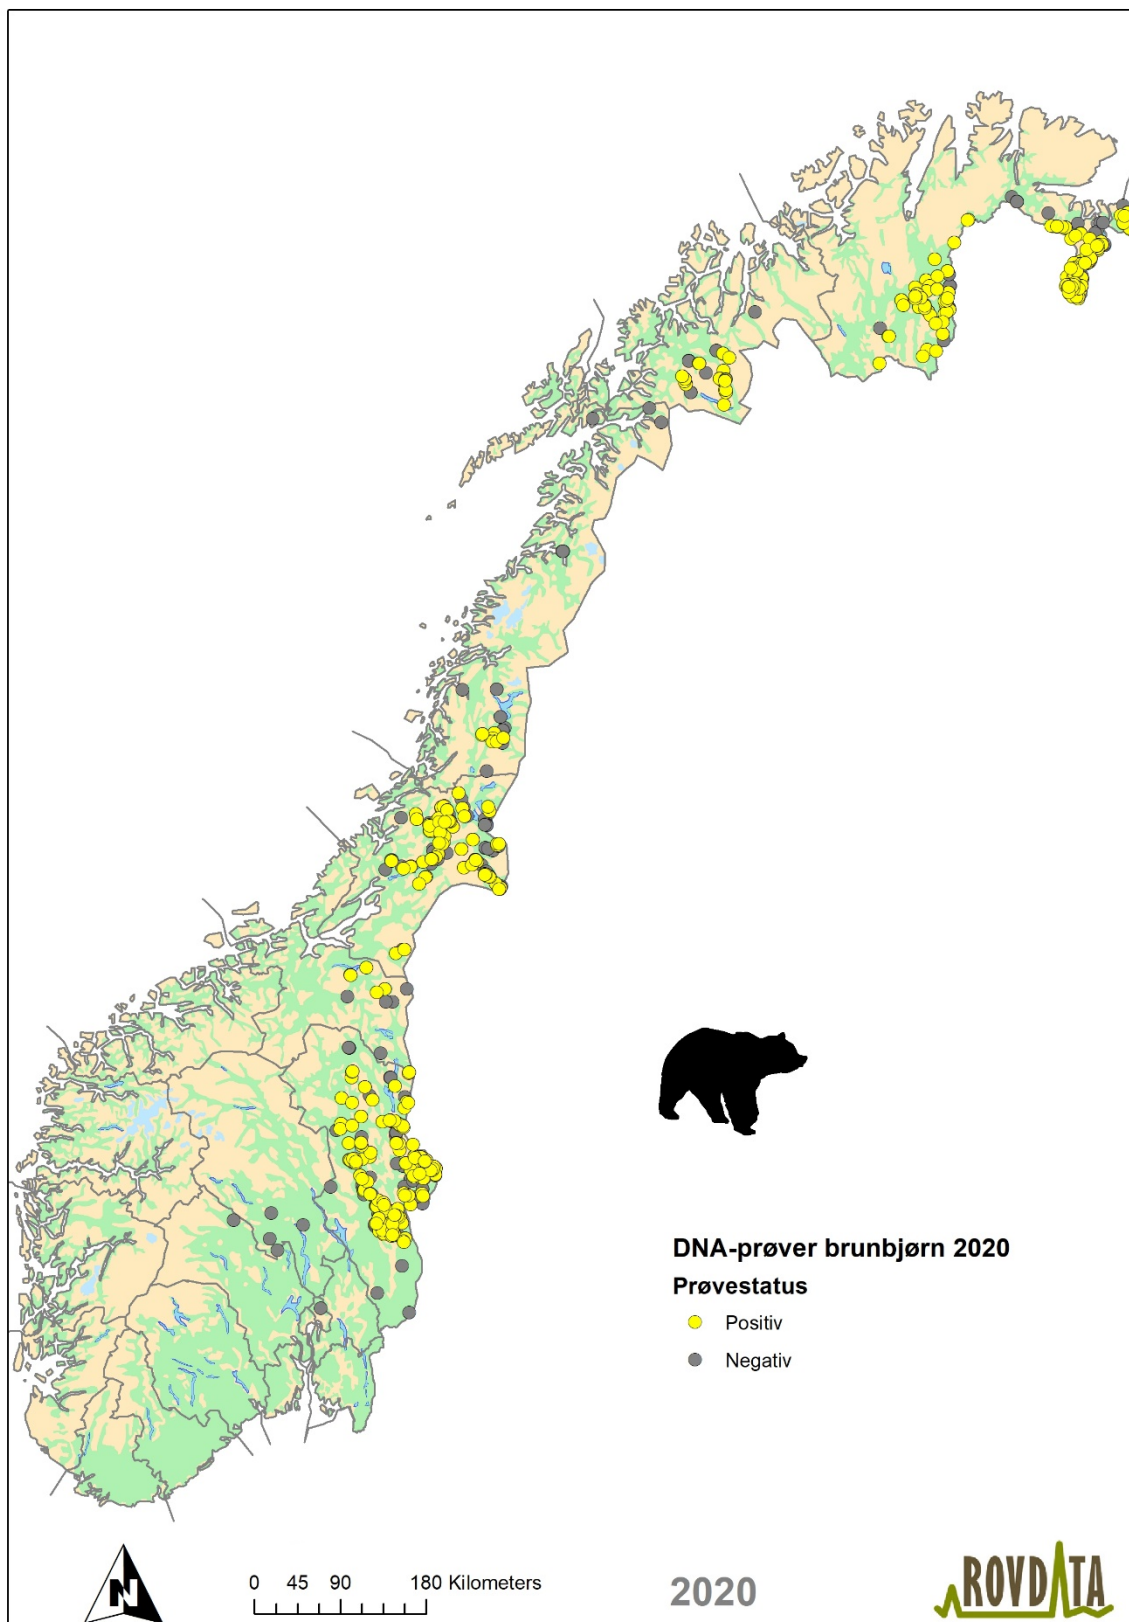 DNA-prøver brunbjørn 2020
Prøvestatus
Positiv
Negativ
N
0 45 90 180 Kilometers
2020
ROVDATA